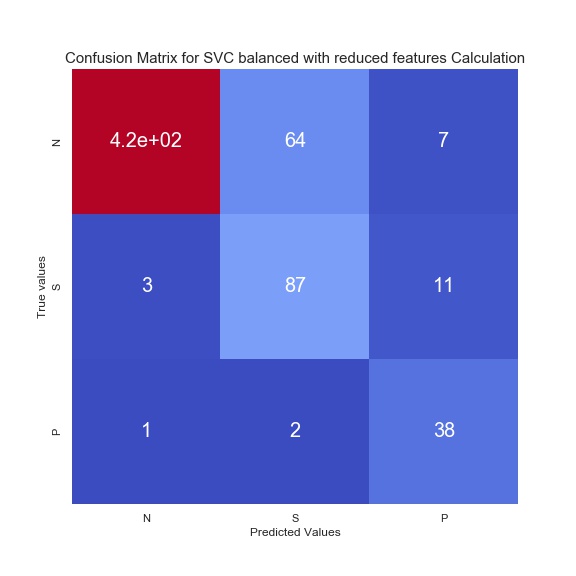 Confusion Matrix for SVC balanced with reduced features Calculation
N
4.2e+02 64 7
True values
S
3 87 11
P
1 2 38
N S P
Predicted Values